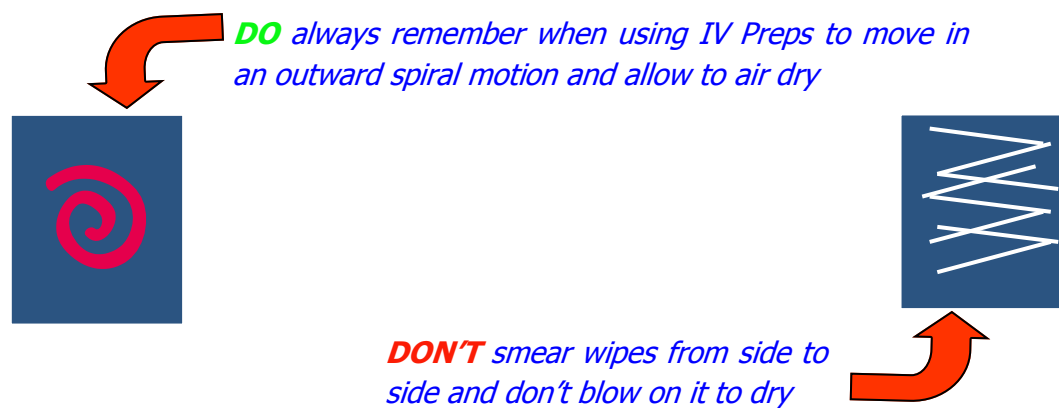 DO always remember when using IV Preps to move in
an outward spiral motion and allow to air dry
DON’T smear wipes from side to
side and don’t blow on it to dry